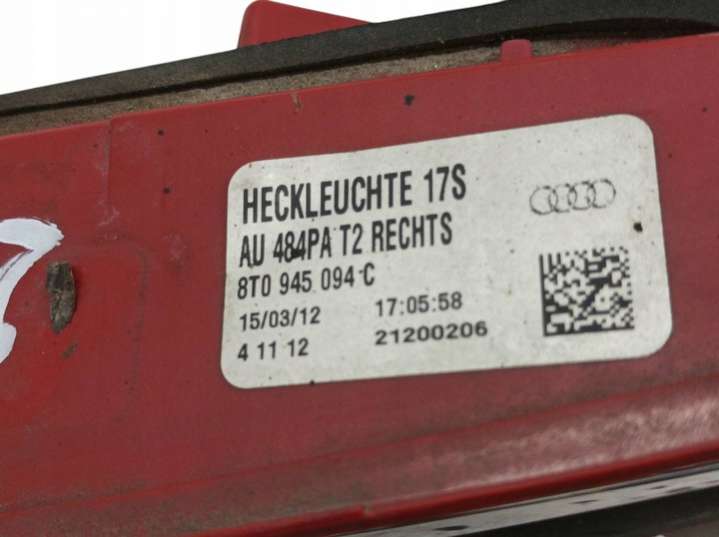 HECKLEUCHTE 17S
AU 484PA T2 RECHTS
8T0 945 094 C
15/03/12 17:05:58
4 11 12 21200206